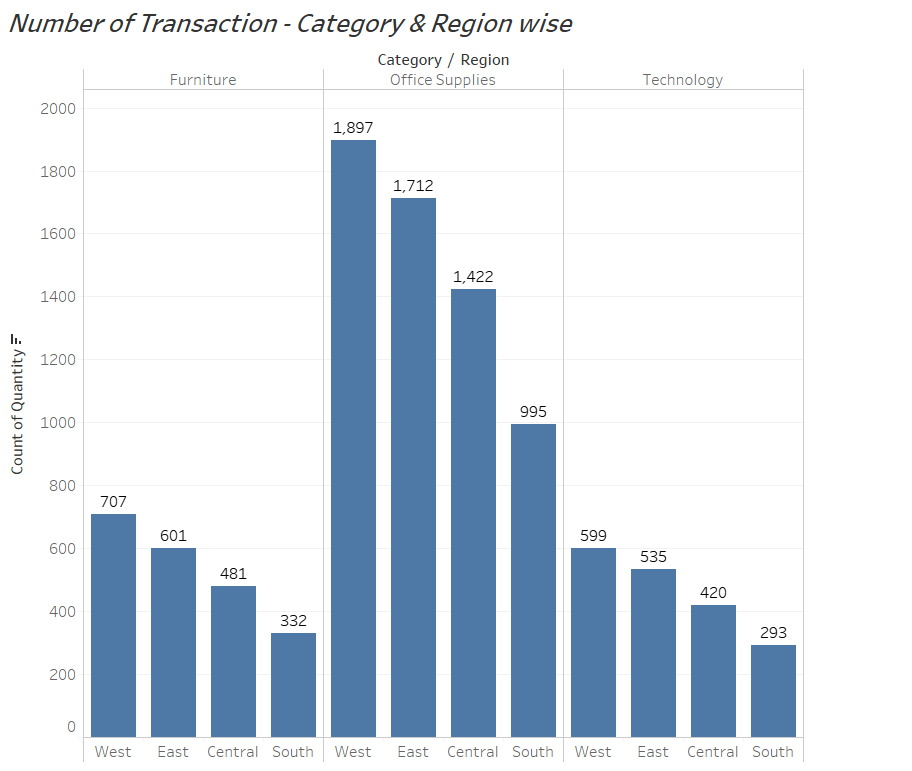 Number of Transaction - Category & Region wise
Category / Region
Furniture Office Supplies Technology
Count of Quantity
2000
1800
1600
1400
1200
1000
800
600
400
200
0
707 601 481 332
1,897 1,712 1,422 995
599 535 420 293
West East Central South West East Central South West East Central South